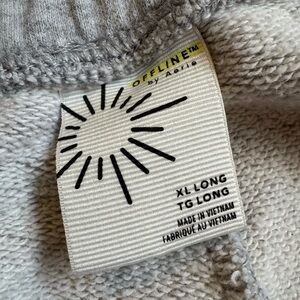 OFFLINE™
by Aerie
XL LONG
TG LONG
MADE IN VIETNAM
FABRIQUÉ AU VIETNAM